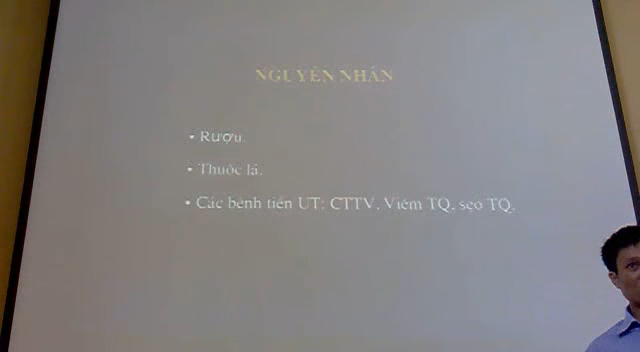 NGUYÊN NHÂN
• Rượu.
• Thuốc lá.
• Các bệnh tiền UT: CTTV, Viêm TQ, sẹo TQ.